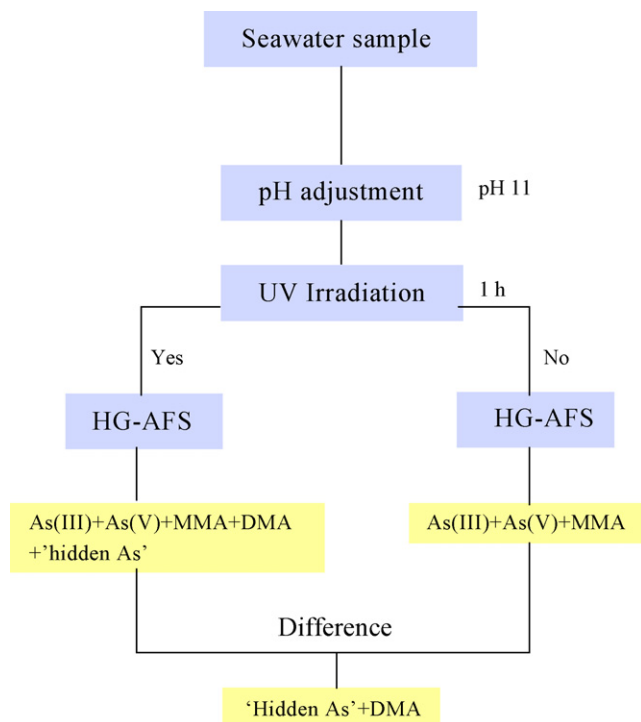 Seawater sample
pH adjustment
pH 11
UV Irradiation
1 h
Yes
No
HG-AFS
HG-AFS
As(III)+As(V)+MMA+DMA
+’hidden As’
As(III)+As(V)+MMA
Difference
‘Hidden As’+DMA